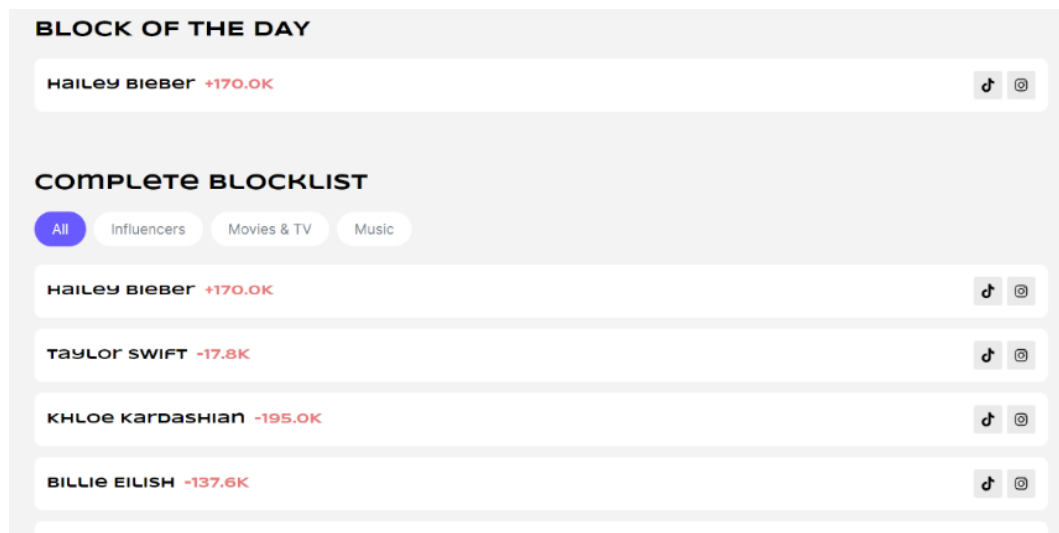 BLOCK OF THE DAY
Hailey Bieber +170.0K
Complete Blocklist
All Influencers Movies & TV Music
Hailey Bieber +170.0K
Taylor Swift -17.8K
Khloe Kardashian -195.0K
Billie Eilish -137.6K